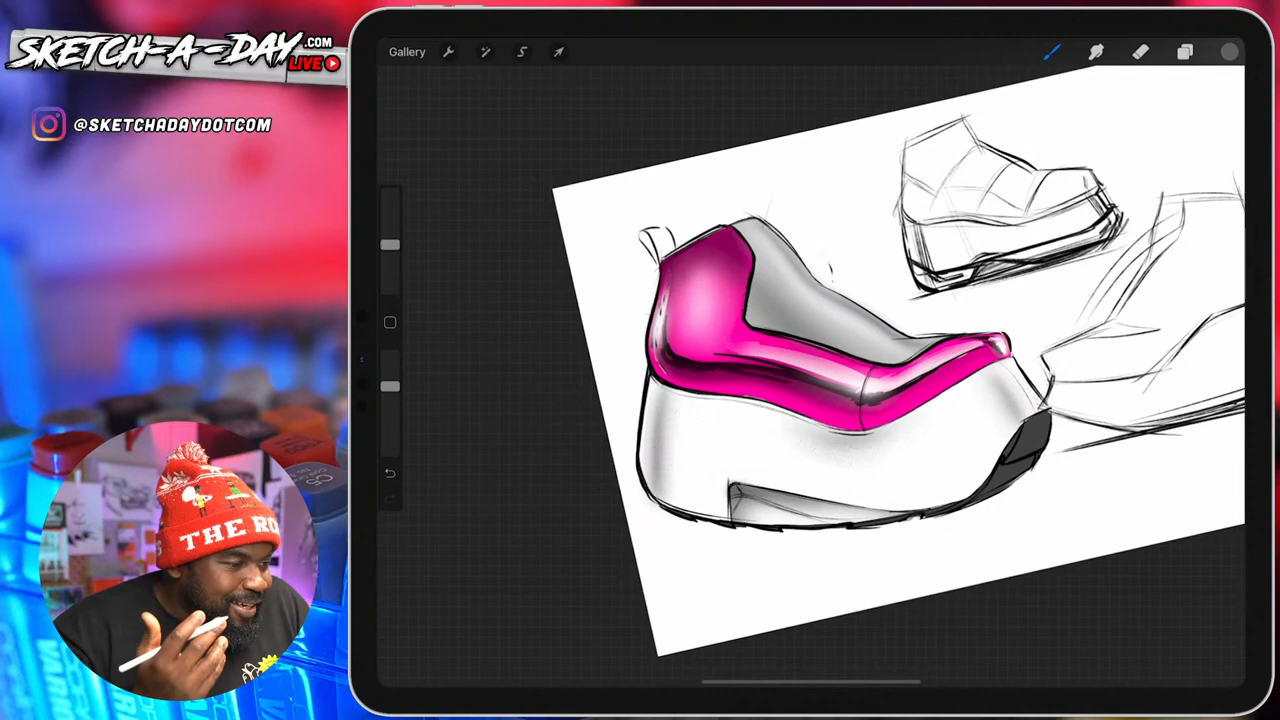 SKETCH-A-DAY
.COM
LIVE
@SKETCHADAYDOTCOM
Gallery
THE RO